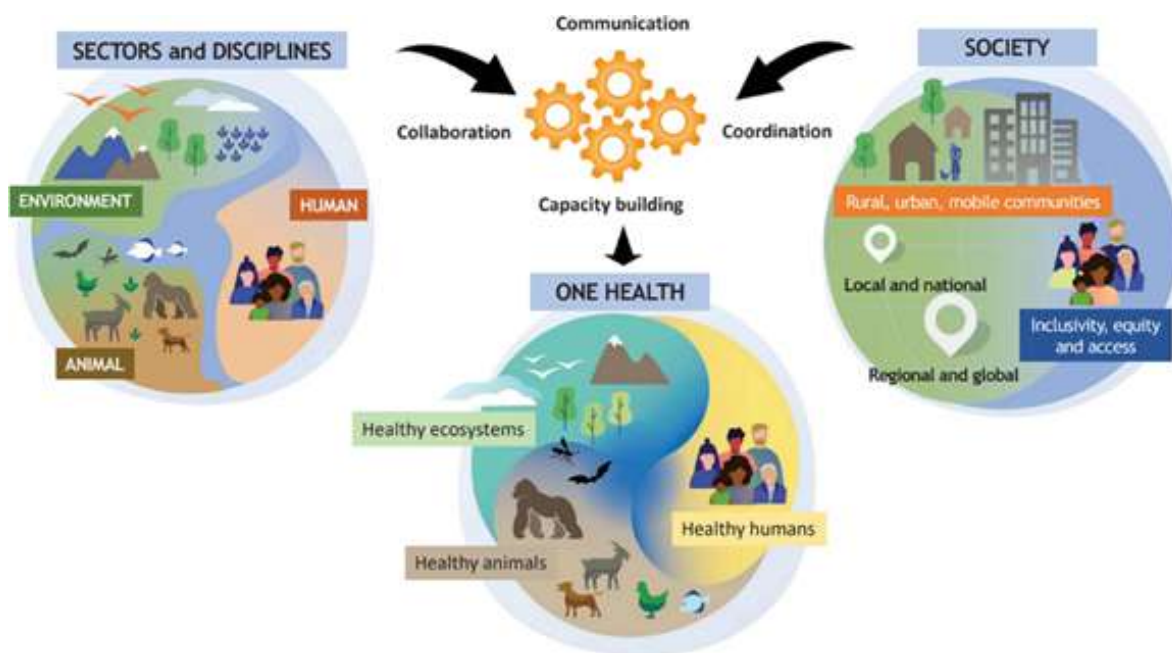 Communication
SECTORS and DISCIPLINES
SOCIETY
Collaboration
Coordination
ENVIRONMENT
HUMAN
Rural, urban, mobile communities
Capacity building
Local and national
ONE HEALTH
Inclusivity, equity
and access
ANIMAL
Regional and global
Healthy ecosystems
Healthy humans
Healthy animals